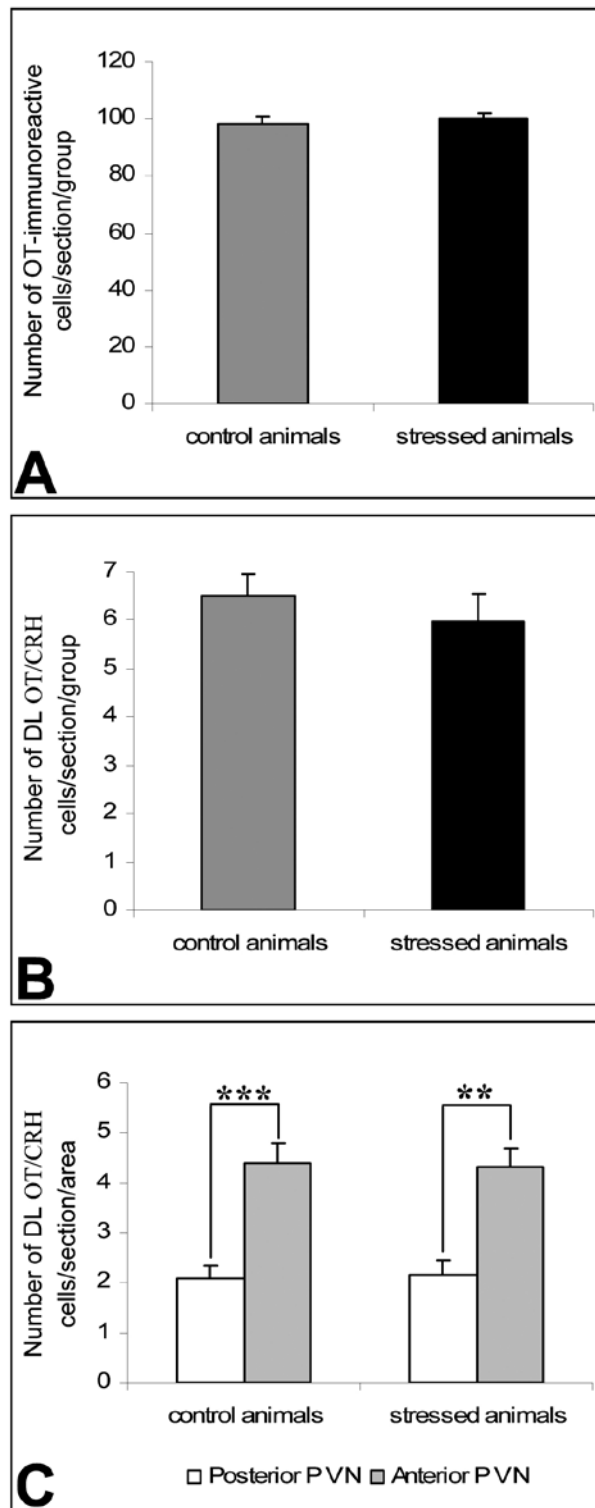 Number of OT-immunoreactive
cells/section/group
120
100
80
60
40
20
0
control animals
stressed animals
A
Number of DL OT/CRH
cells/section/group
7
6
5
4
3
2
1
0
control animals
stressed animals
B
Number of DL OT/CRH
cells/section/area
6
5
4
3
2
1
0
***
**
control animals
stressed animals
Posterior PVN
Anterior PVN
C